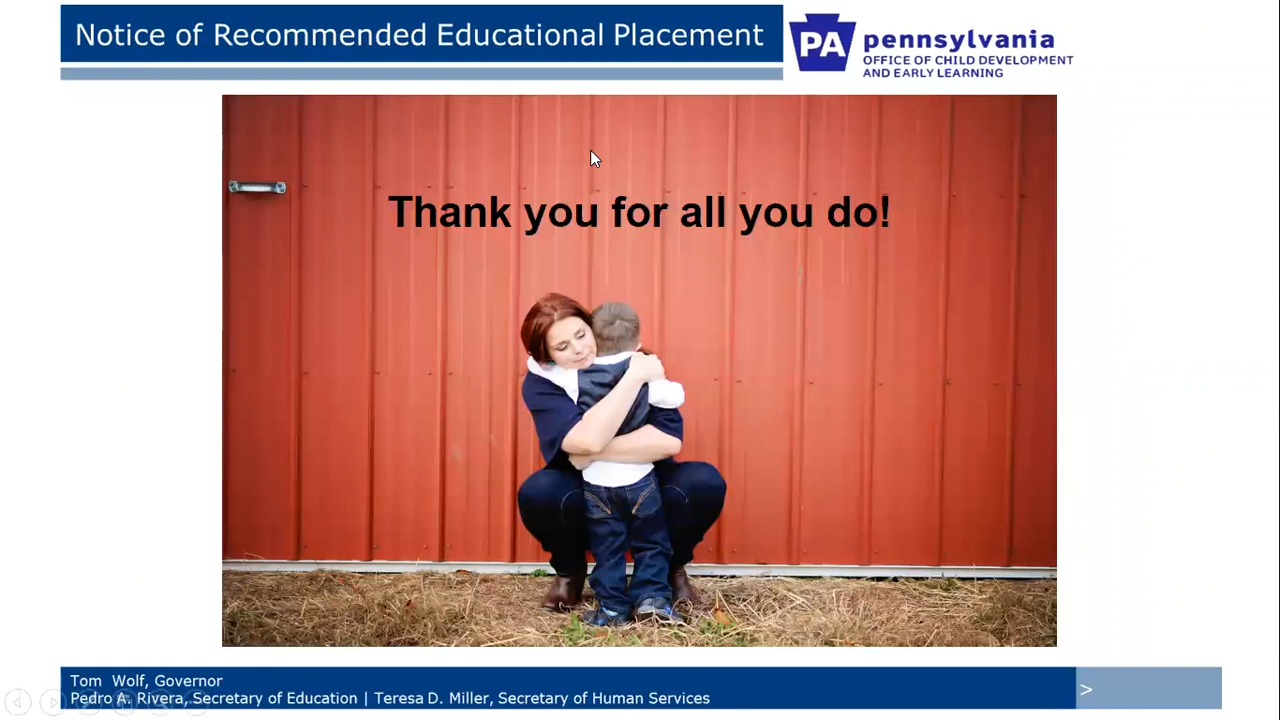 Notice of Recommended Educational Placement
PA
pennsylvania
OFFICE OF CHILD DEVELOPMENT
AND EARLY LEARNING
Thank you for all you do!
Tom  Wolf, Governor
Pedro A. Rivera, Secretary of Education | Teresa D. Miller, Secretary of Human Services
>